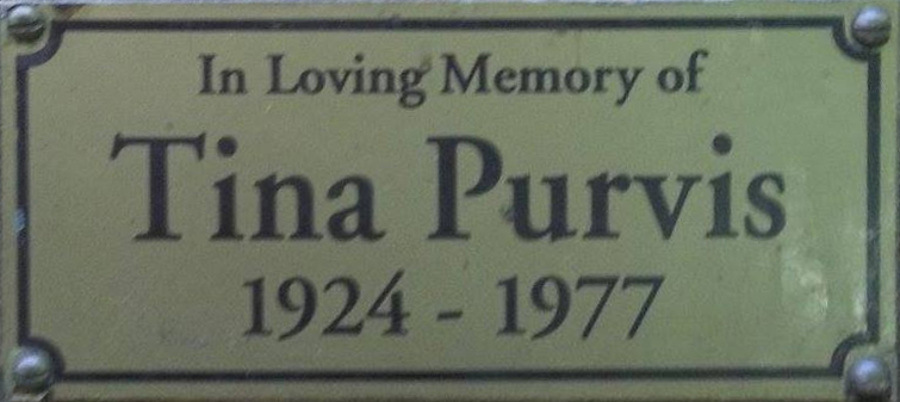 In Loving Memory of
Tina Purvis
1924 - 1977